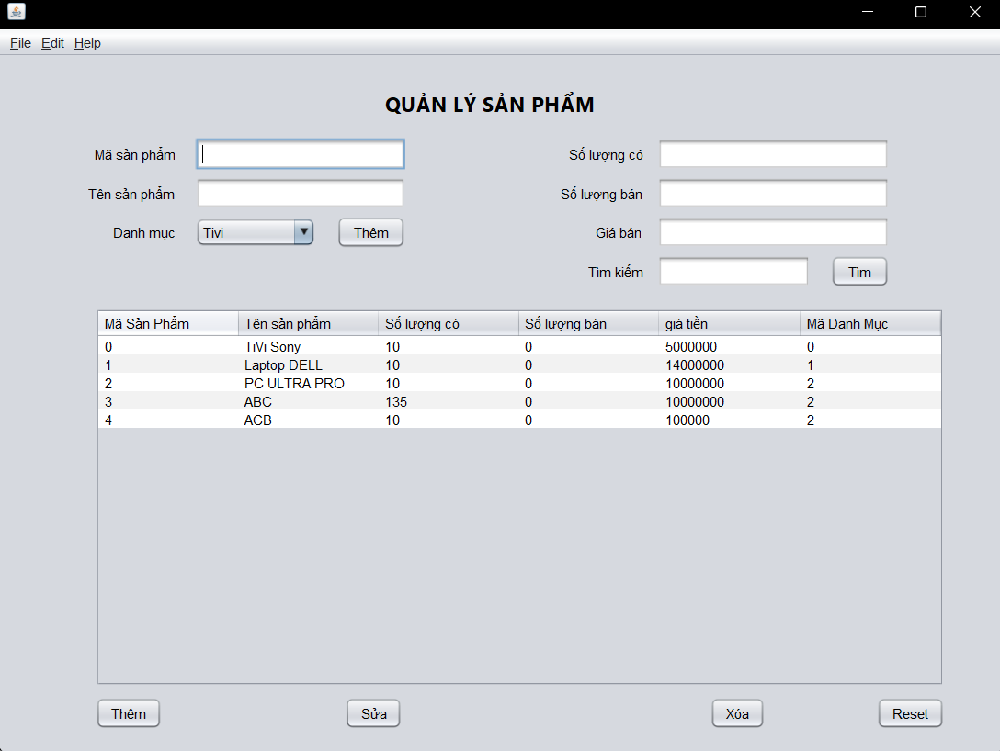 File Edit Help
QUẢN LÝ SẢN PHẨM
Mã sản phẩm
Số lượng có
Tên sản phẩm
Số lượng bán
Danh mục Tivi Thêm
Giá bán
Tìm kiếm Tìm
Mã Sản Phẩm Tên sản phẩm Số lượng có Số lượng bán giá tiền Mã Danh Mục
0 TiVi Sony 10 0 5000000 0
1 Laptop DELL 10 0 14000000 1
2 PC ULTRA PRO 10 0 10000000 2
3 ABC 135 0 10000000 2
4 ACB 10 0 100000 2
Thêm Sửa Xóa Reset